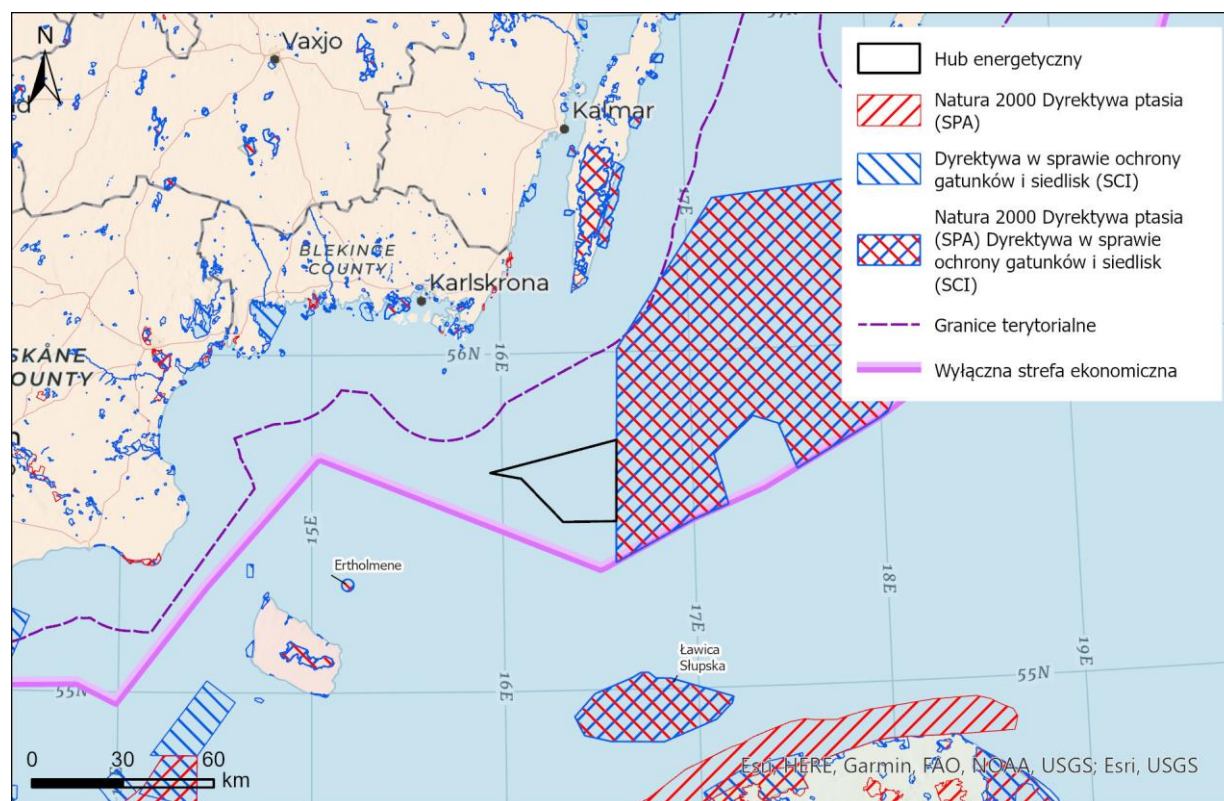 N
Vaxjo
Kalmar
BLEKINGE
COUNTY
Karlskrona
SKÅNE
OUNTY
56N
16E
17E
15E
Ertholmene
18E
17E
Ławica
Słupska
19E
55N
16E
55N
0 30 60
km
Hub energetyczny
Natura 2000 Dyrektywa ptasia
(SPA)
Dyrektywa w sprawie ochrony
gatunków i siedlisk (SCI)
Natura 2000 Dyrektywa ptasia
(SPA) Dyrektywa w sprawie
ochrony gatunków i siedlisk
(SCI)
Granice terytorialne
Wyłączna strefa ekonomiczna
Esri, HERE, Garmin, FAO, NOAA, USGS; Esri, USGS